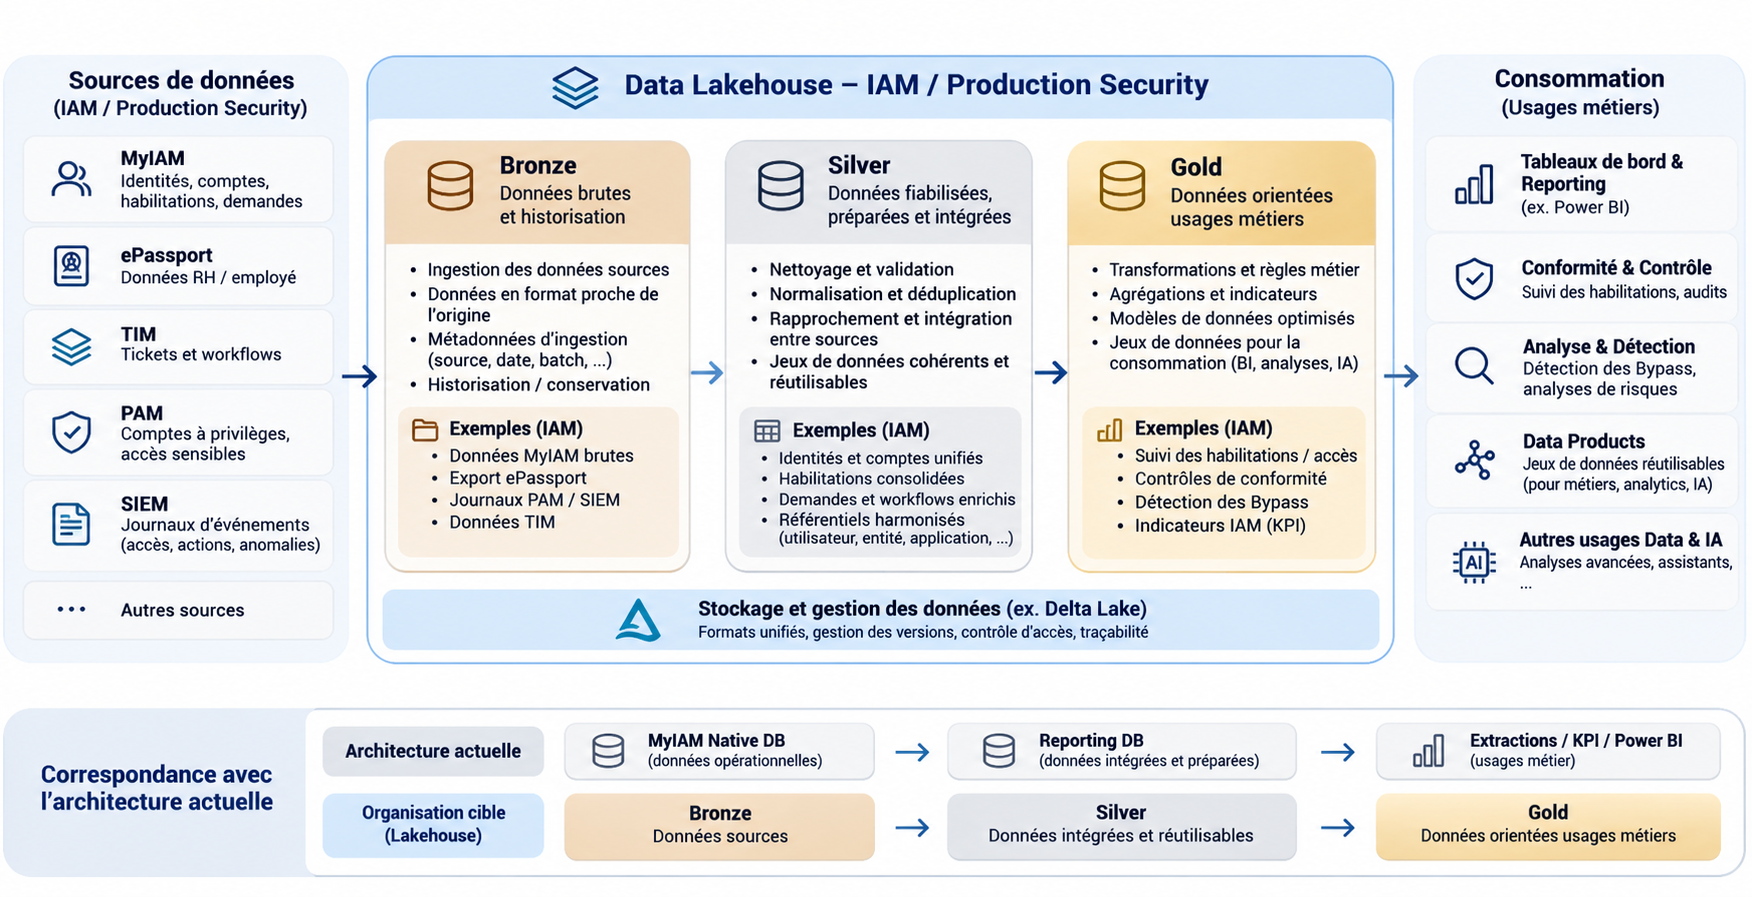 Sources de données
(IAM / Production Security)
MyIAM
Identités, comptes,
habilitations, demandes
ePassport
Données RH / employé
TIM
Tickets et workflows
PAM
Comptes à privilèges,
accès sensibles
SIEM
Journaux d'événements
(accès, actions, anomalies)
Autres sources
Data Lakehouse – IAM / Production Security
Bronze
Données brutes
et historisation
• Ingestion des données sources
• Données en format proche de
l'origine
• Métadonnées d'ingestion
(source, date, batch, ...)
• Historisation / conservation
Exemples (IAM)
• Données MyIAM brutes
• Export ePassport
• Journaux PAM / SIEM
• Données TIM
Silver
Données fiabilisées,
préparées et intégrées
• Nettoyage et validation
• Normalisation et déduplication
• Rapprochement et intégration
entre sources
• Jeux de données cohérents et
réutilisables
Exemples (IAM)
• Identités et comptes unifiés
• Habilitations consolidées
• Demandes et workflows enrichis
• Référentiels harmonisés
(utilisateur, entité, application, ...)
Gold
Données orientées
usages métiers
• Transformations et règles métier
• Agrégations et indicateurs
• Modèles de données optimisés
• Jeux de données pour la
consommation (BI, analyses, IA)
Exemples (IAM)
• Suivi des habilitations / accès
• Contrôles de conformité
• Détection des Bypass
• Indicateurs IAM (KPI)
Stockage et gestion des données (ex. Delta Lake)
Formats unifiés, gestion des versions, contrôle d'accès, traçabilité
Consommation
(Usages métiers)
Tableaux de bord &
Reporting
(ex. Power BI)
Conformité & Contrôle
Suivi des habilitations, audits
Analyse & Détection
Détection des Bypass,
analyses de risques
Data Products
Jeux de données réutilisables
(pour métiers, analytics, IA)
AI
Autres usages Data & IA
Analyses avancées, assistants,
...
Correspondance avec
l'architecture actuelle
Architecture actuelle
MyIAM Native DB
(données opérationnelles)
Reporting DB
(données intégrées et préparées)
Extractions / KPI / Power BI
(usages métier)
Organisation cible
(Lakehouse)
Bronze
Données sources
Silver
Données intégrées et réutilisables
Gold
Données orientées usages métiers